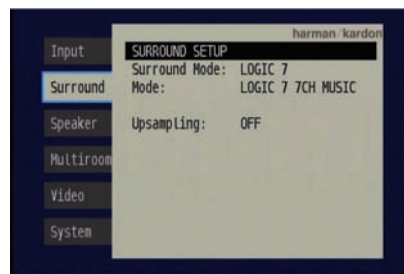 harman/kardon
Input
Surround
Speaker
Multiroom
Video
System
SURROUND SETUP
Surround Mode: LOGIC 7
Mode: LOGIC 7 7CH MUSIC
Upsampling: OFF